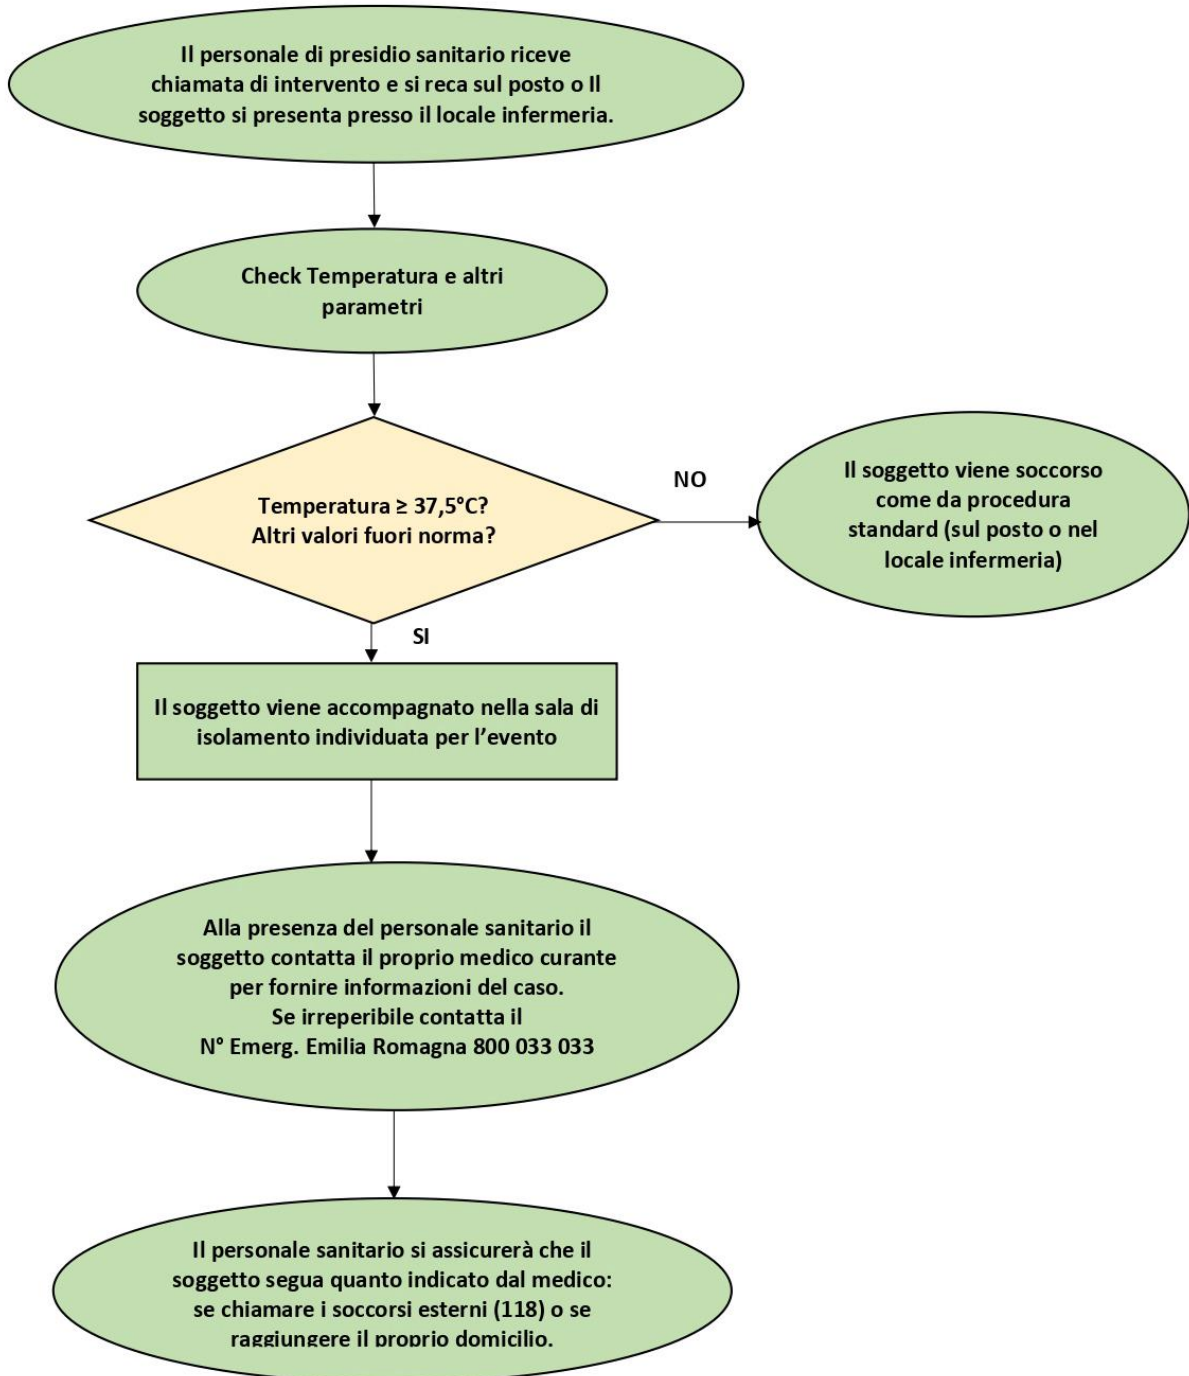 Il personale di presidio sanitario riceve
chiamata di intervento e si reca sul posto o Il
soggetto si presenta presso il locale infermeria.
Check Temperatura e altri
parametri
Temperatura ≥ 37,5°C?
Altri valori fuori norma?
NO
Il soggetto viene soccorso
come da procedura
standard (sul posto o nel
locale infermeria)
SI
Il soggetto viene accompagnato nella sala di
isolamento individuata per l’evento
Alla presenza del personale sanitario il
soggetto contatta il proprio medico curante
per fornire informazioni del caso.
Se irreperibile contatta il
N° Emerg. Emilia Romagna 800 033 033
Il personale sanitario si assicurerà che il
soggetto segua quanto indicato dal medico:
se chiamare i soccorsi esterni (118) o se
raggiungere il proprio domicilio.